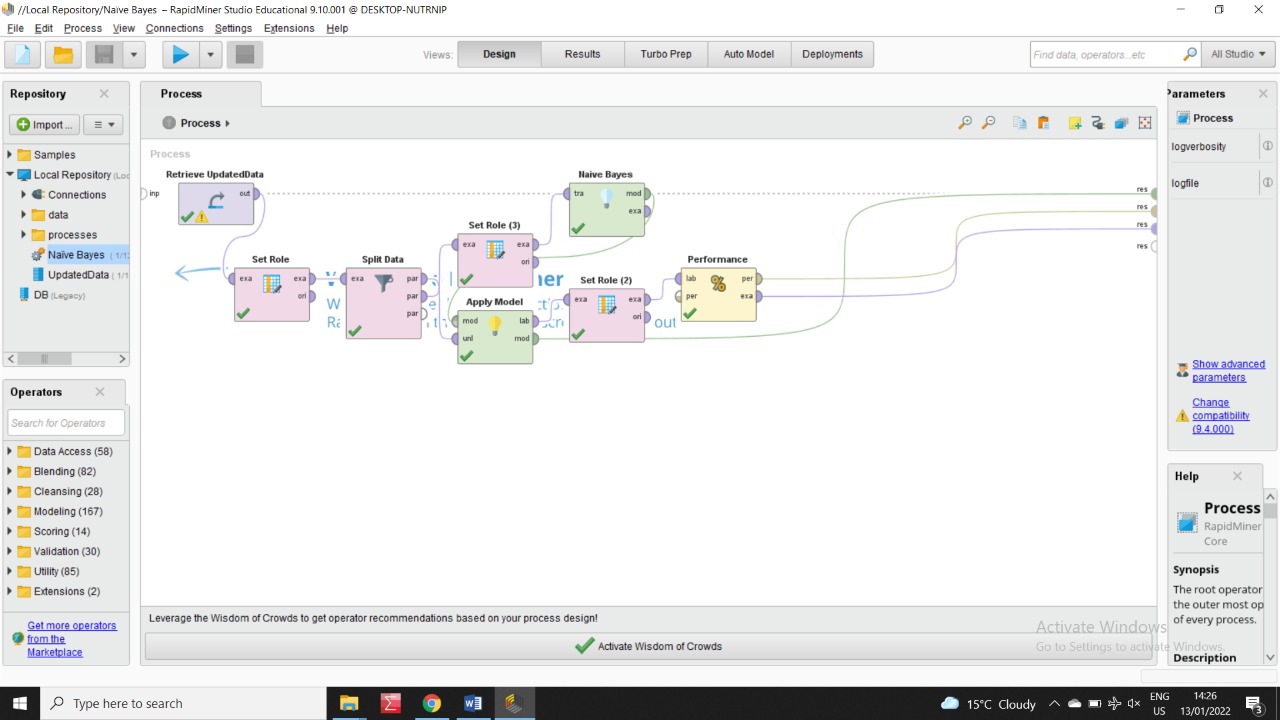 //Local Repository/Naïve Bayes – RapidMiner Studio Educational 9.10.001 @ DESKTOP-NUTRNIP
File Edit Process View Connections Settings Extensions Help
Views: Design Results Turbo Prep Auto Model Deployments
Find data, operators...etc All Studio
Repository
Import ...
Samples
Local Repository (Loc
Connections
data
processes
Naïve Bayes (1/1
UpdatedData (1/1
DB (Legacy)
Operators
Search for Operators
Data Access (58)
Blending (82)
Cleansing (28)
Modeling (167)
Scoring (14)
Validation (30)
Utility (85)
Extensions (2)
Get more operators
from the
Marketplace
Process
Process
Process
Retrieve UpdatedData
inp out
Naive Bayes
tra mod
exa
Set Role (3)
exa exa
ori
Set Role
exa exa
ori
Split Data
exa par
par
par
Apply Model
mod lab
unl mod
Set Role (2)
exa exa
ori
Performance
lab per
per exa
res
res
res
res
ner
out
Leverage the Wisdom of Crowds to get operator recommendations based on your process design!
Activate Wisdom of Crowds
Parameters
Process
logverbosity
logfile
Show advanced
parameters
Change
compatibility
(9.4.000)
Help
Process
RapidMiner
Core
Synopsis
The root operator
the outer most op
of every process.
Description
Activate Windows
Go to Settings to activate Windows.
Type here to search
15°C Cloudy
ENG
US
14:26
13/01/2022
3